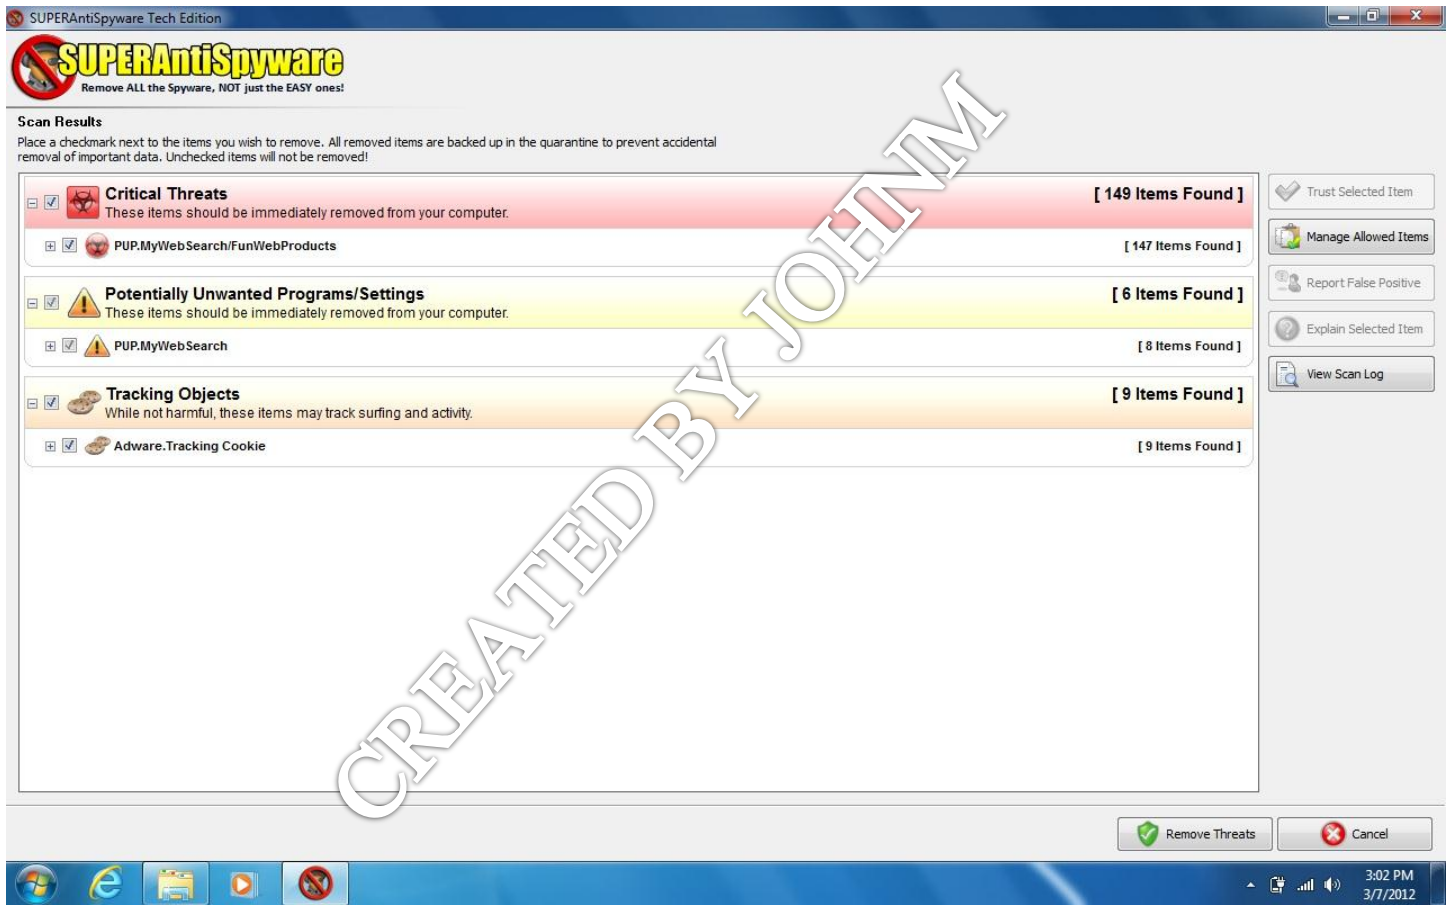 SUPERAntiSpyware Tech Edition
SUPERAntiSpyware
Remove ALL the Spyware, NOT just the EASY ones!
Scan Results
Place a checkmark next to the items you wish to remove. All removed items are backed up in the quarantine to prevent accidental
removal of important data. Unchecked items will not be removed!
Critical Threats [ 149 Items Found ]
These items should be immediately removed from your computer.
PUP.MyWebSearch/FunWebProducts [ 147 Items Found ]
Potentially Unwanted Programs/Settings [ 6 Items Found ]
These items should be immediately removed from your computer.
PUP.MyWebSearch [ 8 Items Found ]
Tracking Objects [ 9 Items Found ]
While not harmful, these items may track surfing and activity.
Adware.Tracking Cookie [ 9 Items Found ]
Trust Selected Item
Manage Allowed Items
Report False Positive
Explain Selected Item
View Scan Log
CREATED BY JOHNM
Remove Threats
Cancel
3:02 PM
3/7/2012